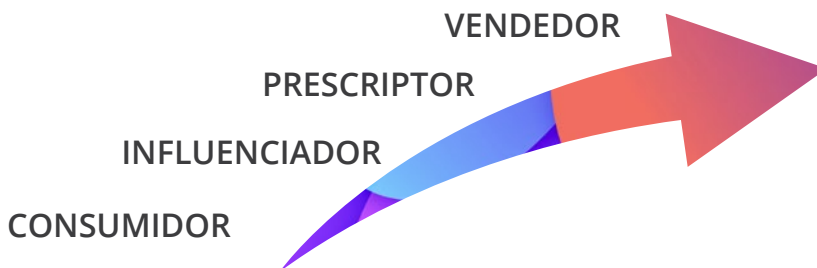 VENDEDOR
PRESCRIPTOR
INFLUENCIADOR
CONSUMIDOR